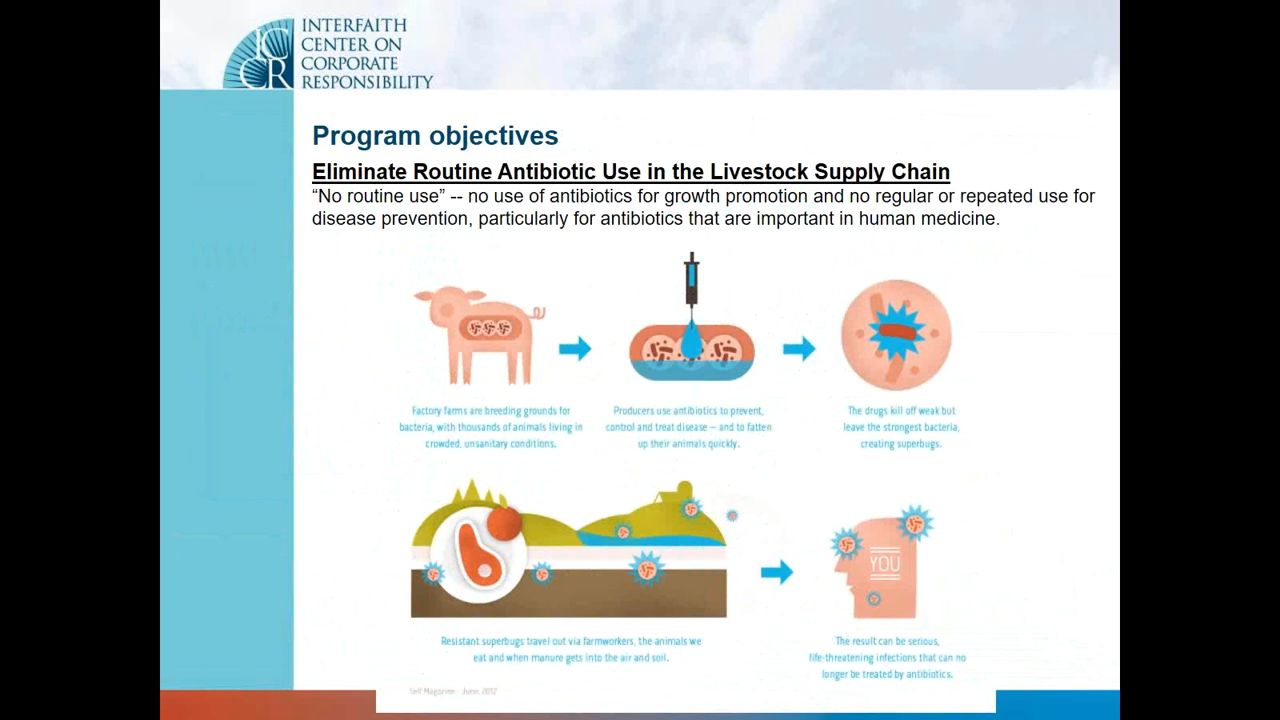 INTERFAITH
CENTER ON
CORPORATE
RESPONSIBILITY
ICCR
Program objectives
Eliminate Routine Antibiotic Use in the Livestock Supply Chain
“No routine use” -- no use of antibiotics for growth promotion and no regular or repeated use for
disease prevention, particularly for antibiotics that are important in human medicine.
Factory farms are breeding grounds for
bacteria, with thousands of animals living in
crowded, unsanitary conditions.
Producers use antibiotics to prevent,
control and treat disease – and to fatten
up their animals quickly.
The drugs kill off weak but
leave the strongest bacteria,
creating superbugs.
Resistant superbugs travel out via farmworkers, the animals we
eat and when manure gets into the air and soil.
YOU
The result can be serious,
life-threatening infections that can no
longer be treated by antibiotics.
Self Magazine - June, 2012